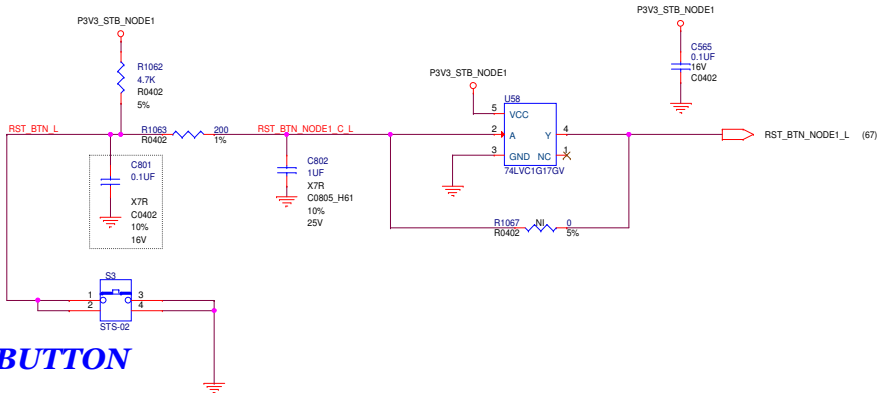 P3V3_STB_NODE1
P3V3_STB_NODE1
R1062
4.7K
R0402
5%
C565
0.1UF
16V
C0402
P3V3_STB_NODE1
U58
5
VCC
RST_BTN_L
R1063
200
R0402
1%
RST_BTN_NODE1_C_L
2
A
Y
4
RST_BTN_NODE1_L (67)
3
GND
NC
1
74LVC1G17GV
C801
0.1UF
X7R
C0402
10%
16V
C802
1UF
X7R
C0805_H61
10%
25V
R1067
NI
0
R0402
5%
S3
1
3
2
4
STS-02
BUTTON